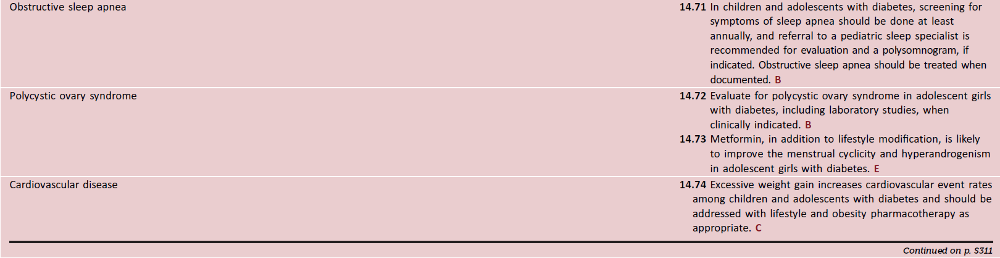 Obstructive sleep apnea
14.71 In children and adolescents with diabetes, screening for
symptoms of sleep apnea should be done at least
annually, and referral to a pediatric sleep specialist is
recommended for evaluation and a polysomnogram, if
indicated. Obstructive sleep apnea should be treated when
documented. B
Polycystic ovary syndrome
14.72 Evaluate for polycystic ovary syndrome in adolescent girls
with diabetes, including laboratory studies, when
clinically indicated. B
14.73 Metformin, in addition to lifestyle modification, is likely
to improve the menstrual cyclicity and hyperandrogenism
in adolescent girls with diabetes. E
Cardiovascular disease
14.74 Excessive weight gain increases cardiovascular event rates
among children and adolescents with diabetes and should be
addressed with lifestyle and obesity pharmacotherapy as
appropriate. C
Continued on p. S311